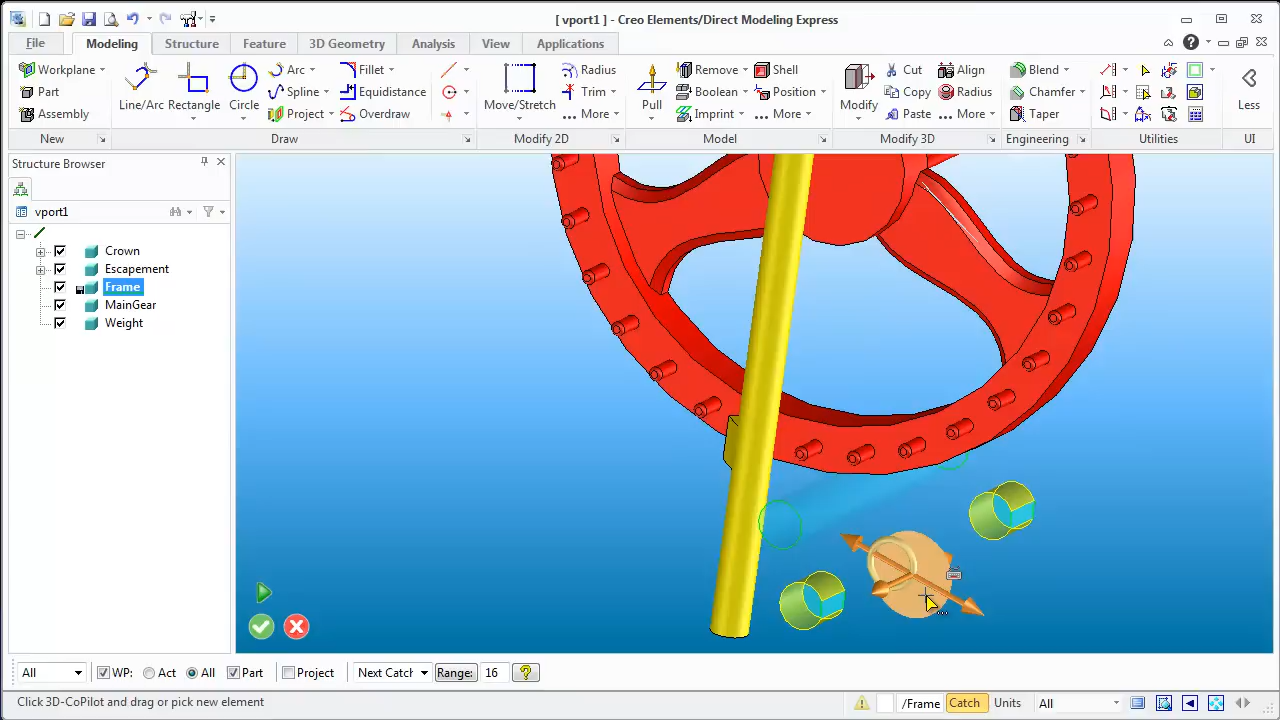 [ vport1 ] - Creo Elements/Direct Modeling Express
File Modeling Structure Feature 3D Geometry Analysis View Applications
Workplane Arc Fillet Radius Remove Shell Cut Align Blend
Part Line/Arc Rectangle Circle Spline Equidistance Move/Stretch Trim Pull Boolean Position Modify Copy Radius Chamfer Less
Assembly Project Overdraw More Imprint More Paste More Taper
New Draw Modify 2D Model Modify 3D Engineering Utilities UI
Structure Browser
vport1
Crown
Escapement
Frame
MainGear
Weight
All WP: Act All Part Project Next Catch Range: 16
Click 3D-CoPilot and drag or pick new element /Frame Catch Units All